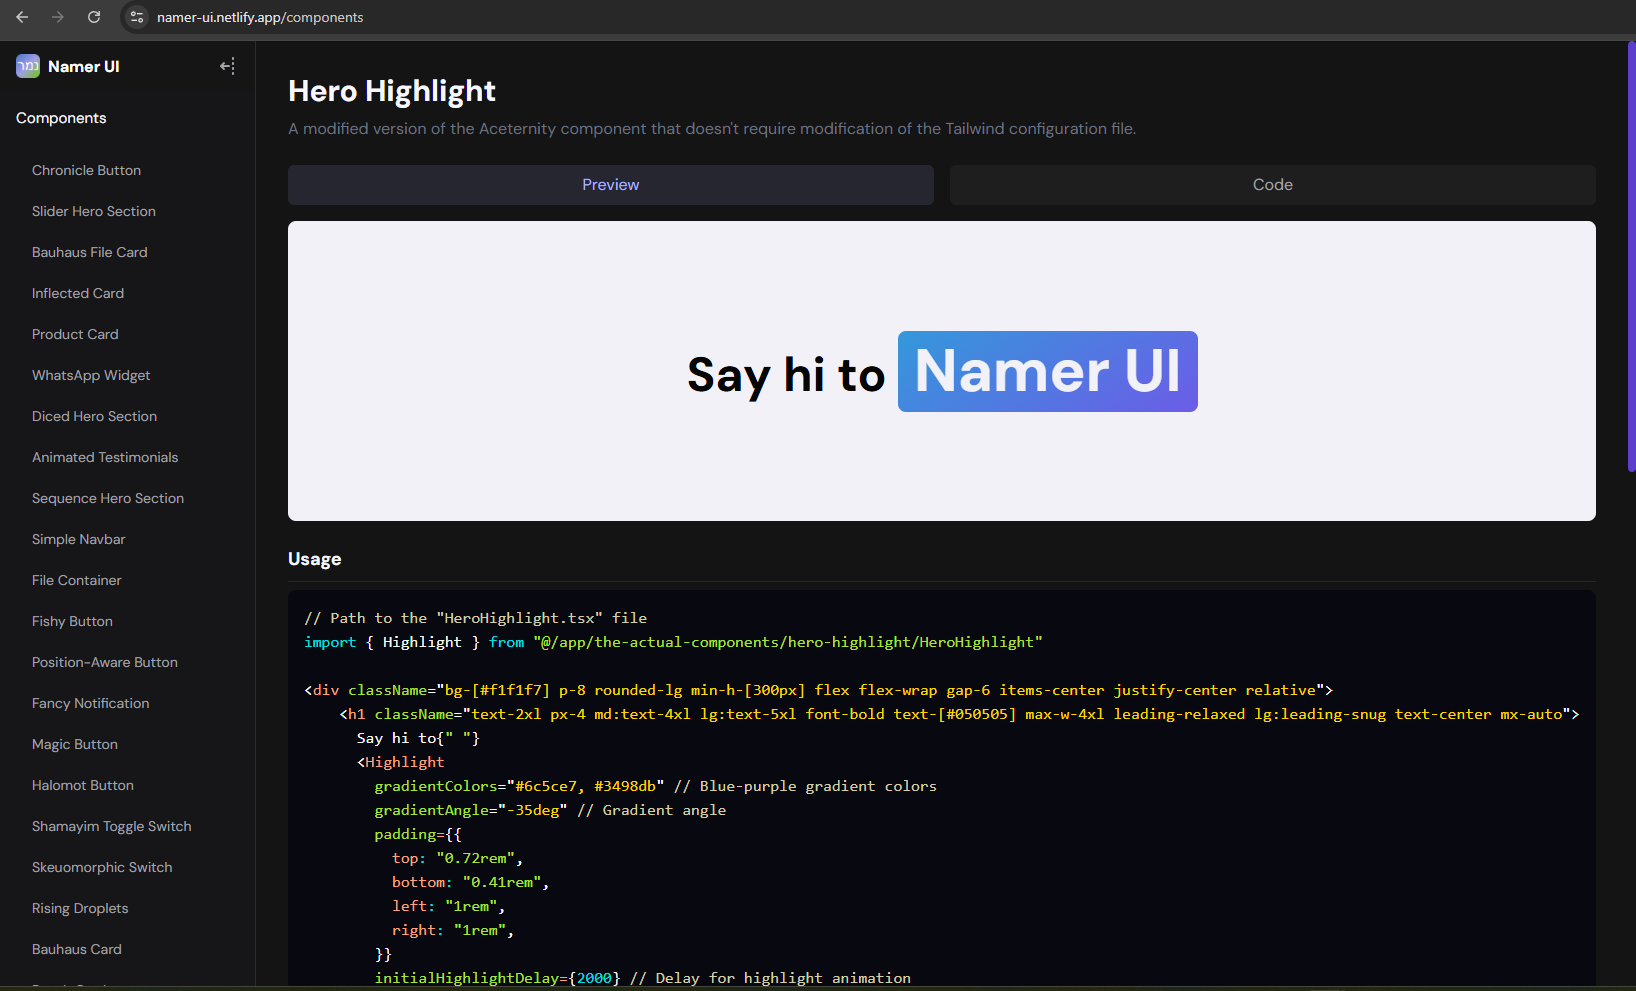 namer-ui.netlify.app/components
נמר
Namer UI
Components
Chronicle Button
Slider Hero Section
Bauhaus File Card
Inflected Card
Product Card
WhatsApp Widget
Diced Hero Section
Animated Testimonials
Sequence Hero Section
Simple Navbar
File Container
Fishy Button
Position-Aware Button
Fancy Notification
Magic Button
Halomot Button
Shamayim Toggle Switch
Skeuomorphic Switch
Rising Droplets
Bauhaus Card
Hero Highlight
A modified version of the Aceternity component that doesn't require modification of the Tailwind configuration file.
Preview
Code
Say hi to Namer UI
Usage
// Path to the "HeroHighlight.tsx" file
import { Highlight } from "@/app/the-actual-components/hero-highlight/HeroHighlight"
<div className="bg-[#f1f1f7] p-8 rounded-lg min-h-[300px] flex flex-wrap gap-6 items-center justify-center relative">
<h1 className="text-2xl px-4 md:text-4xl lg:text-5xl font-bold text-[#050505] max-w-4xl leading-relaxed lg:leading-snug text-center mx-auto">
Say hi to{" "}
<Highlight
gradientColors="#6c5ce7, #3498db" // Blue-purple gradient colors
gradientAngle="-35deg" // Gradient angle
padding={{
top: "0.72rem",
bottom: "0.41rem",
left: "1rem",
right: "1rem",
}}
initialHighlightDelay={2000} // Delay for highlight animation